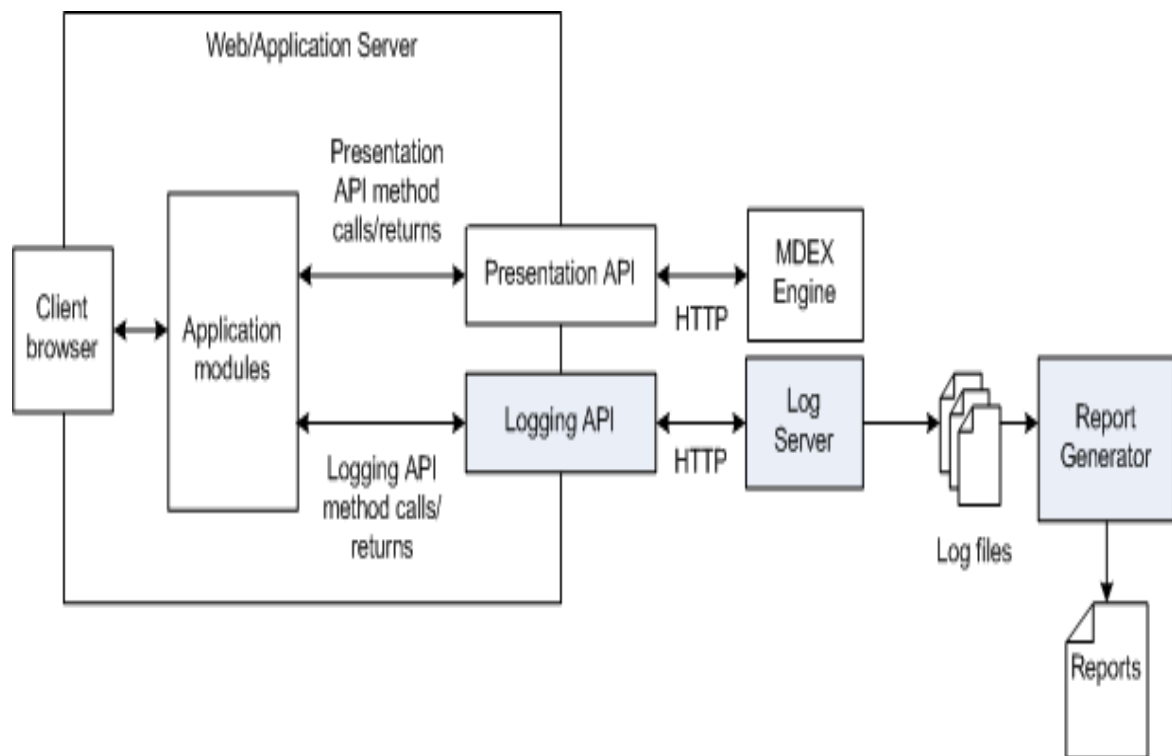 Web/Application Server
Presentation
API method
calls/returns
Client
browser
Application
modules
Presentation API
HTTP
MDEX
Engine
Logging API
HTTP
Log
Server
Logging API
method calls/
returns
Log files
Report
Generator
Reports